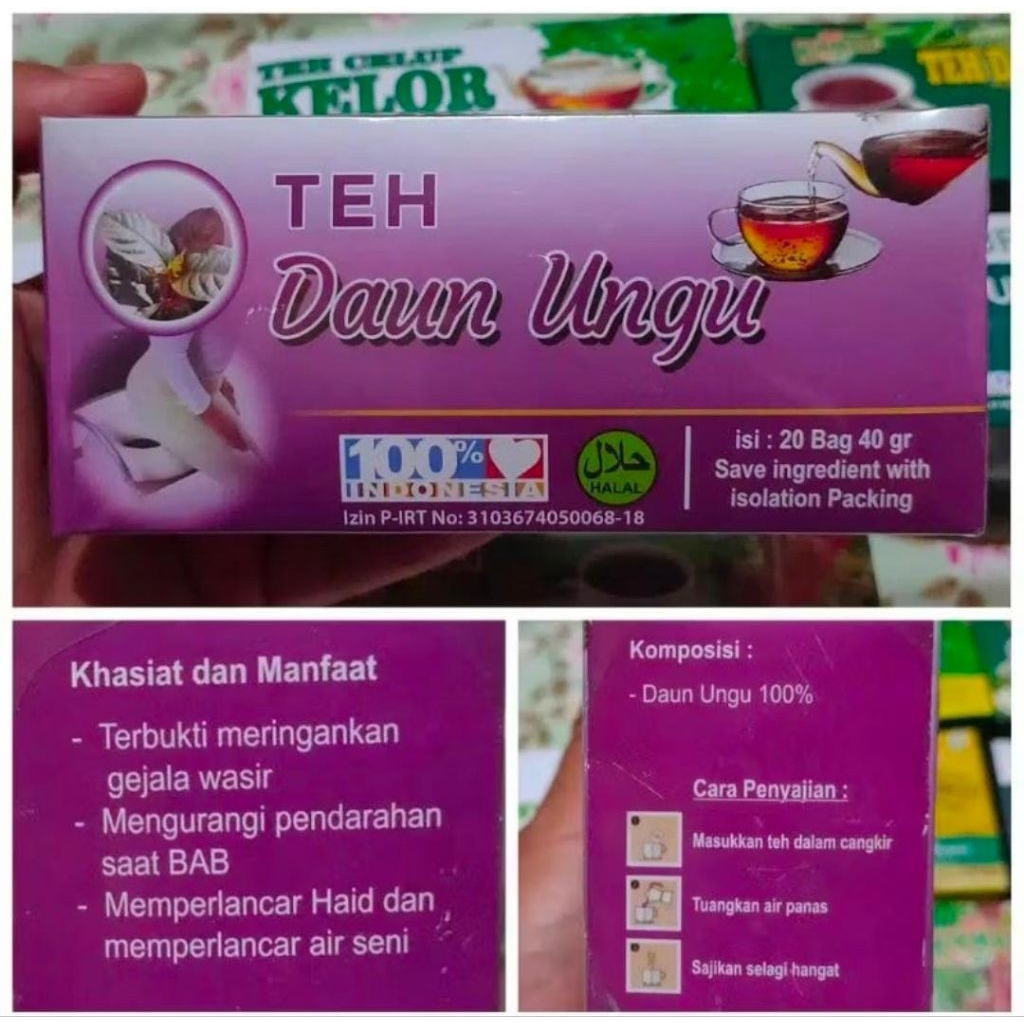 TEH CELUP
KELOR
TEH D
TEH
Daun Ungu
100%
INDONESIA
حلال
HALAL
Izin P-IRT No: 3103674050068-18
isi : 20 Bag 40 gr
Save ingredient with
isolation Packing
Khasiat dan Manfaat
- Terbukti meringankan
gejala wasir
- Mengurangi pendarahan
saat BAB
- Memperlancar Haid dan
memperlancar air seni
Komposisi :
- Daun Ungu 100%
Cara Penyajian :
Masukkan teh dalam cangkir
Tuangkan air panas
Sajikan selagi hangat